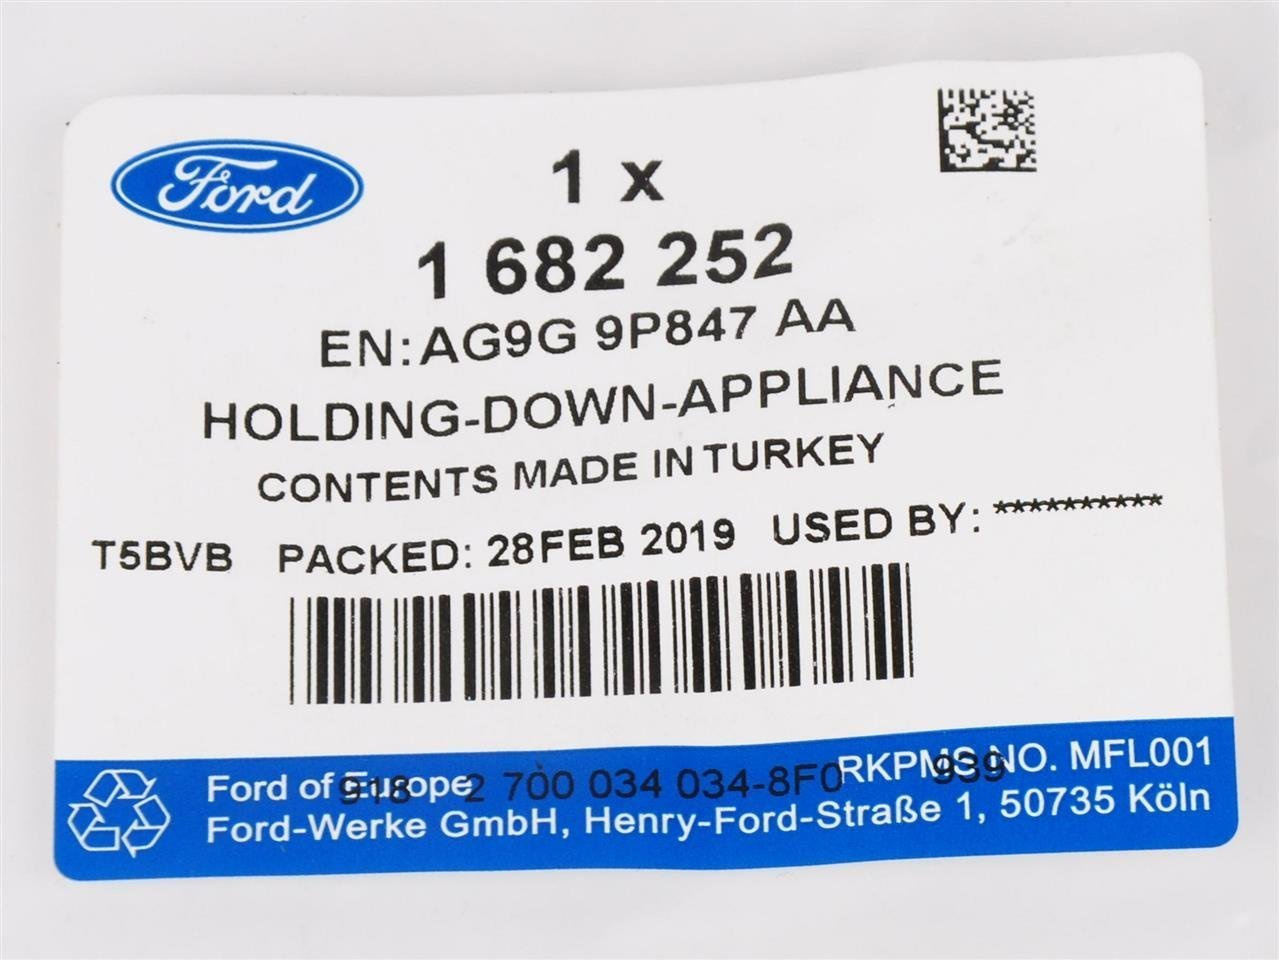 Ford
1 x
1 682 252
EN:AG9G 9P847 AA
HOLDING-DOWN-APPLIANCE
CONTENTS MADE IN TURKEY
T5BVB PACKED: 28FEB 2019 USED BY: **********
Ford of Europe RKPMS NO. MFL001
918 2 700 034 034-8F0 939
Ford-Werke GmbH, Henry-Ford-Straße 1, 50735 Köln